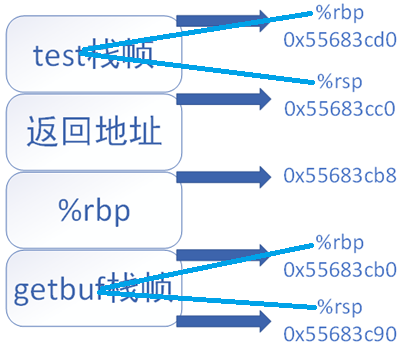 %rbp
0x55683cd0
test栈帧
%rsp
0x55683cc0
返回地址
0x55683cb8
%rbp
%rbp
0x55683cb0
getbuf栈帧
%rsp
0x55683c90